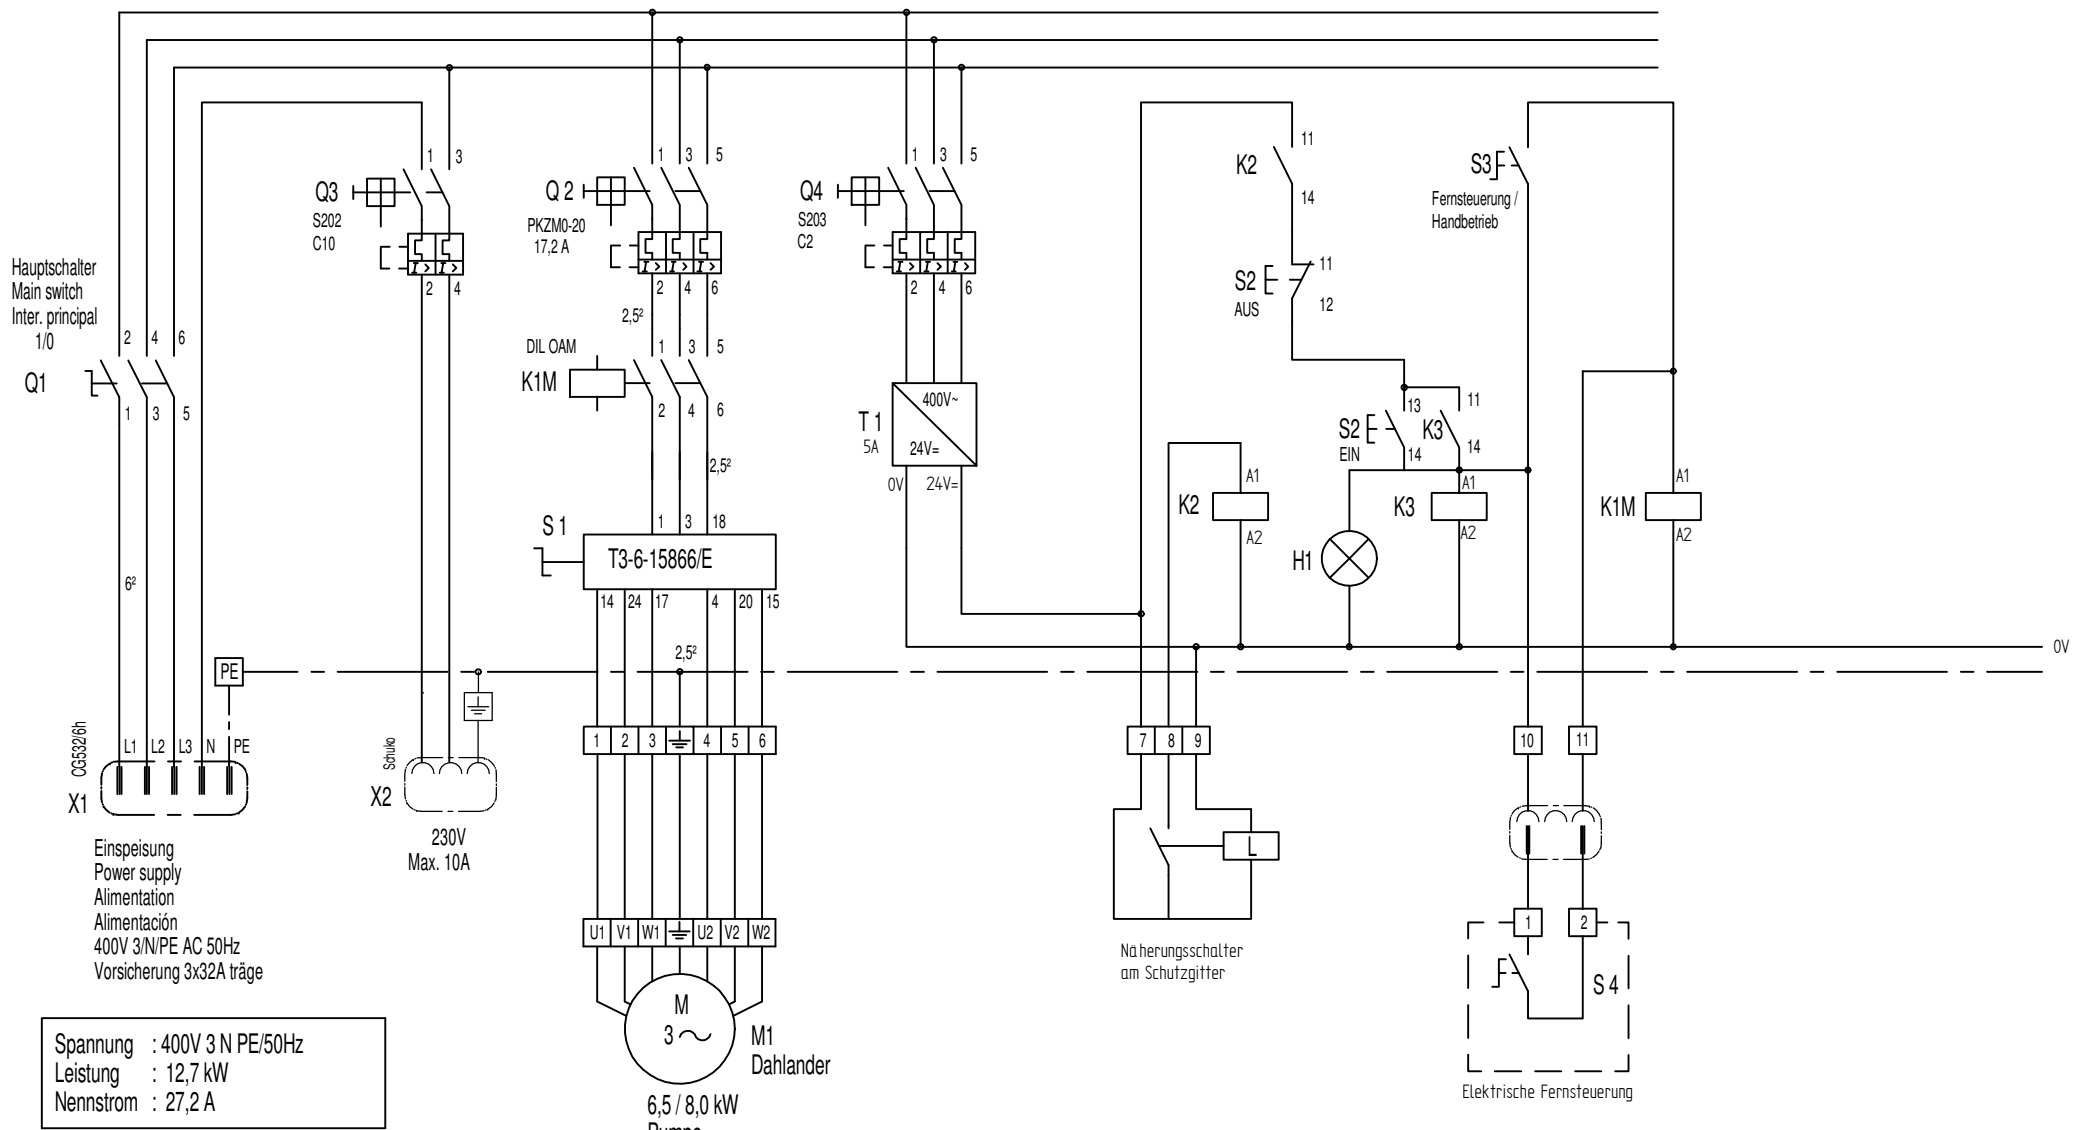 1 3
Q3
S202
C10
2 4
1 3 5
Q 2
PKZM0-20
17,2 A
I> I> I>
2 4 6
2,5²
1 3 5
Q4
S203
C2
I> I> I>
2 4 6
I> I>
Hauptschalter
Main switch
Inter. principal
1/0
2 4 6
Q1
1 3 5
6²
DIL OAM
K1M
1 3 5
2 4 6
2,5²
S 1
1 3 18
T3-6-15866/E
14 24 17 4 20 15
2,5²
T 1
5A
400V~
24V=
0V 24V=
K2
11
14
S2
AUS
11
12
S3
Fernsteuerung /
Handbetrieb
S2
EIN
13
14
K3
11
14
K2
A1
A2
H1
K3
A1
A2
K1M
A1
A2
0V
PE
CG532/6h
L1 L2 L3 N PE
X1
Schuko
X2
230V
Max. 10A
1 2 3 4 5 6
7 8 9
10 11
L
Näherungsschalter
am Schutzgitter
1 2
S 4
Elektrische Fernsteuerung
Einspeisung
Power supply
Alimentation
Alimentación
400V 3/N/PE AC 50Hz
Vorsicherung 3x32A träge
U1 V1 W1 U2 V2 W2
M
3 ~
M1
Dahlander
6,5 / 8,0 kW
Spannung : 400V 3 N PE/50Hz
Leistung : 12,7 kW
Nennstrom : 27,2 A